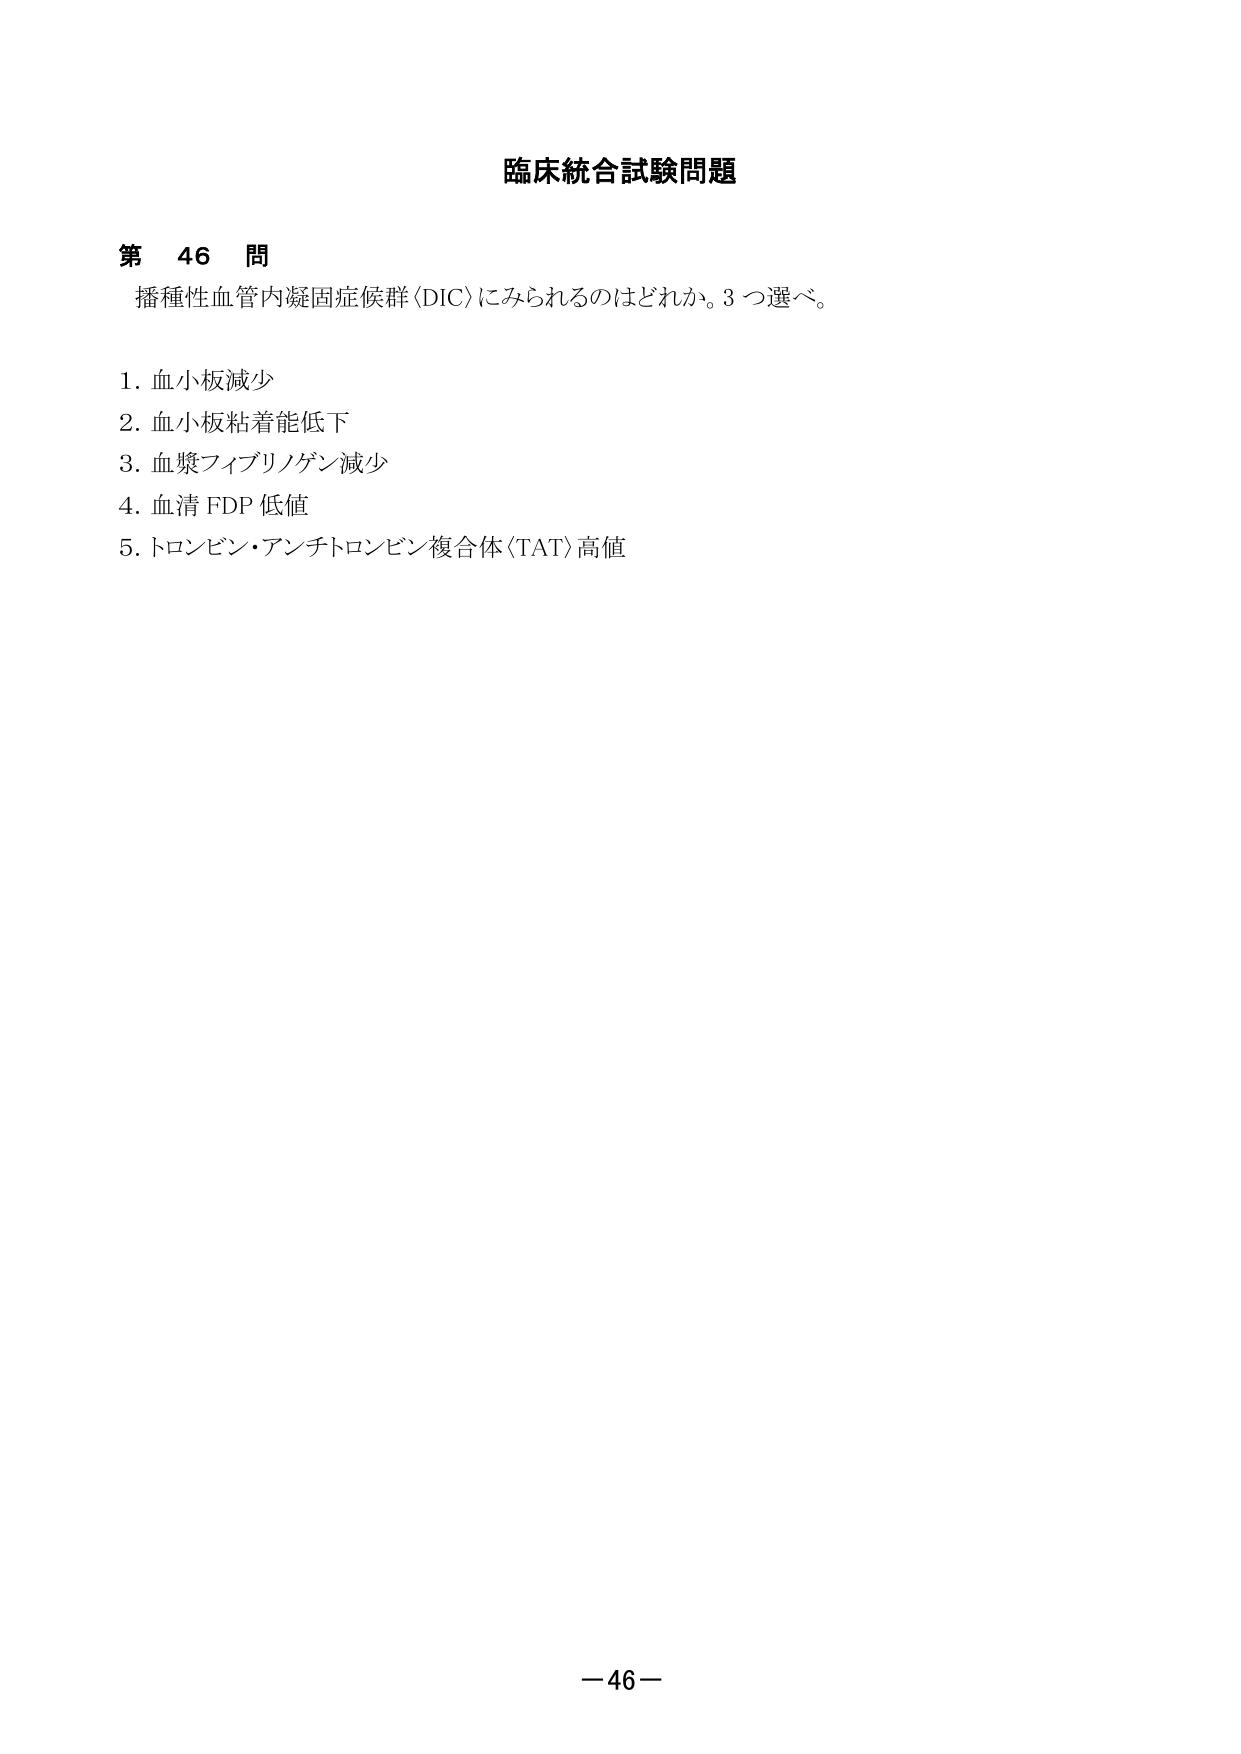 臨床統合試験問題
第 46 問
播種性血管内凝固症候群〈DIC〉にみられるのはどれか。3 つ選べ。
1. 血小板減少
2. 血小板粘着能低下
3. 血漿フィブリノゲン減少
4. 血清 FDP 低値
5. トロンビン・アンチトロンビン複合体〈TAT〉高値
―46―